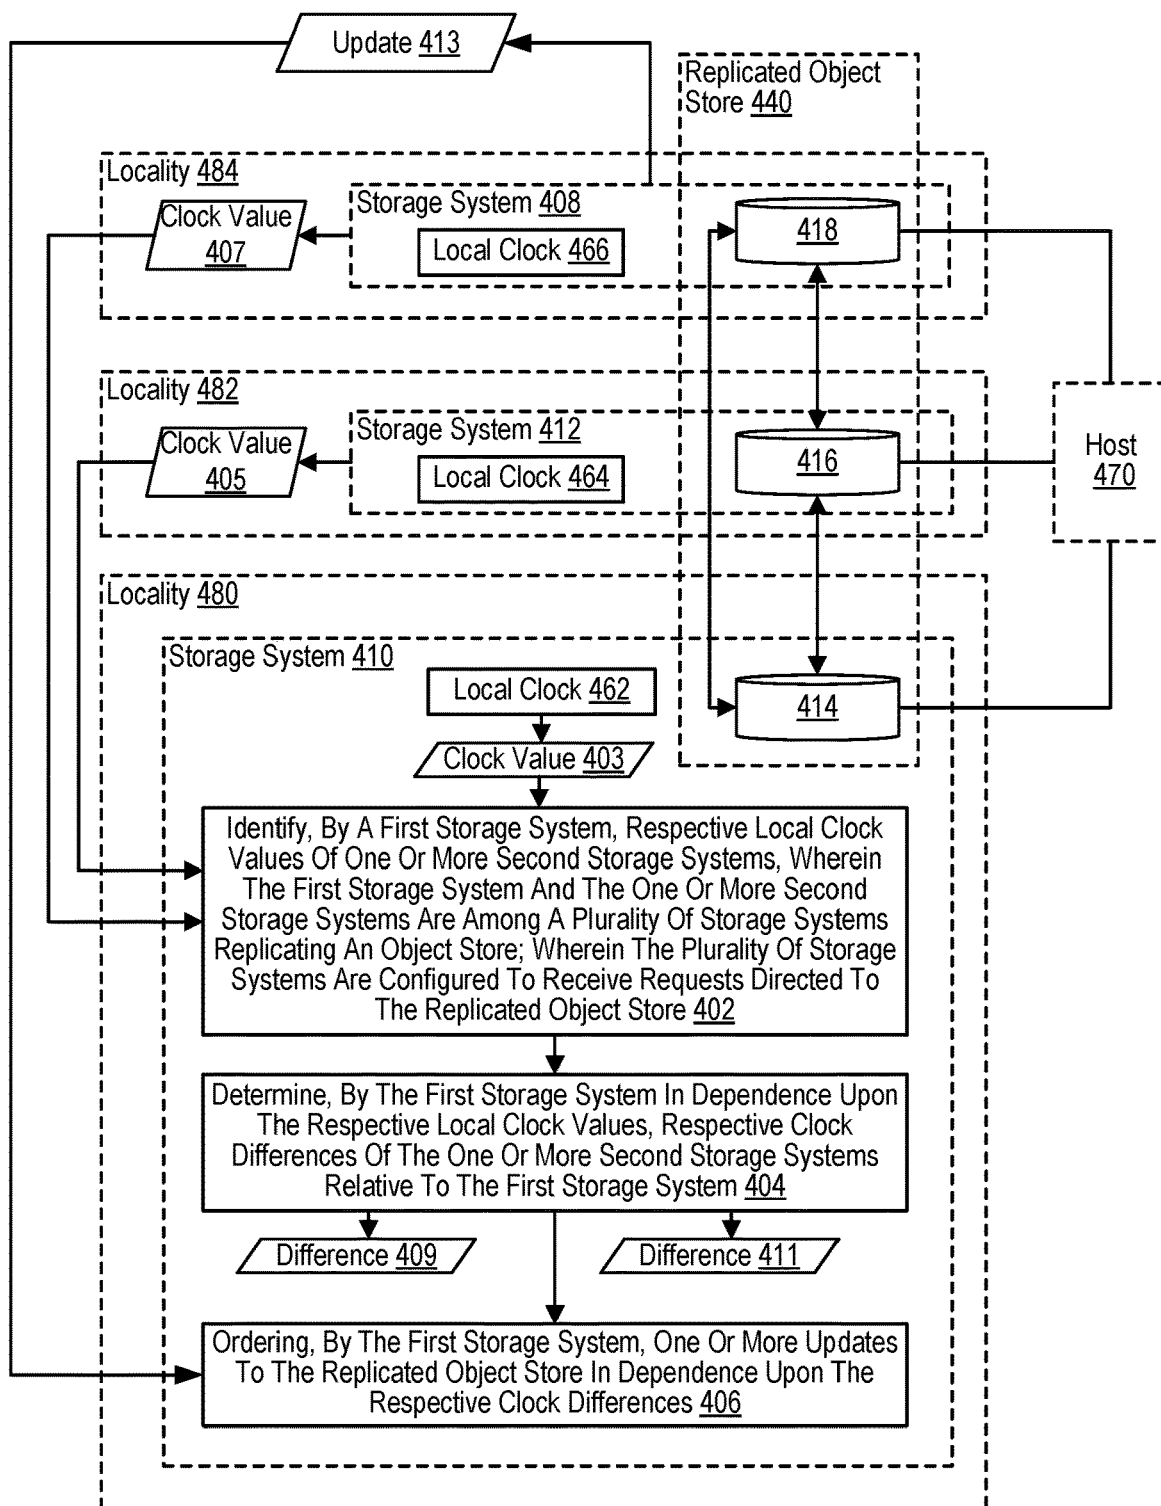 Update 413
Replicated Object
Store 440
Locality 484
Storage System 408
Clock Value
407
Local Clock 466
418
Locality 482
Storage System 412
Clock Value
405
Local Clock 464
416
Host
470
Locality 480
Storage System 410
Local Clock 462
414
Clock Value 403
Identify, By A First Storage System, Respective Local Clock
Values Of One Or More Second Storage Systems, Wherein
The First Storage System And The One Or More Second
Storage Systems Are Among A Plurality Of Storage Systems
Replicating An Object Store; Wherein The Plurality Of Storage
Systems Are Configured To Receive Requests Directed To
The Replicated Object Store 402
Determine, By The First Storage System In Dependence Upon
The Respective Local Clock Values, Respective Clock
Differences Of The One Or More Second Storage Systems
Relative To The First Storage System 404
Difference 409
Difference 411
Ordering, By The First Storage System, One Or More Updates
To The Replicated Object Store In Dependence Upon The
Respective Clock Differences 406